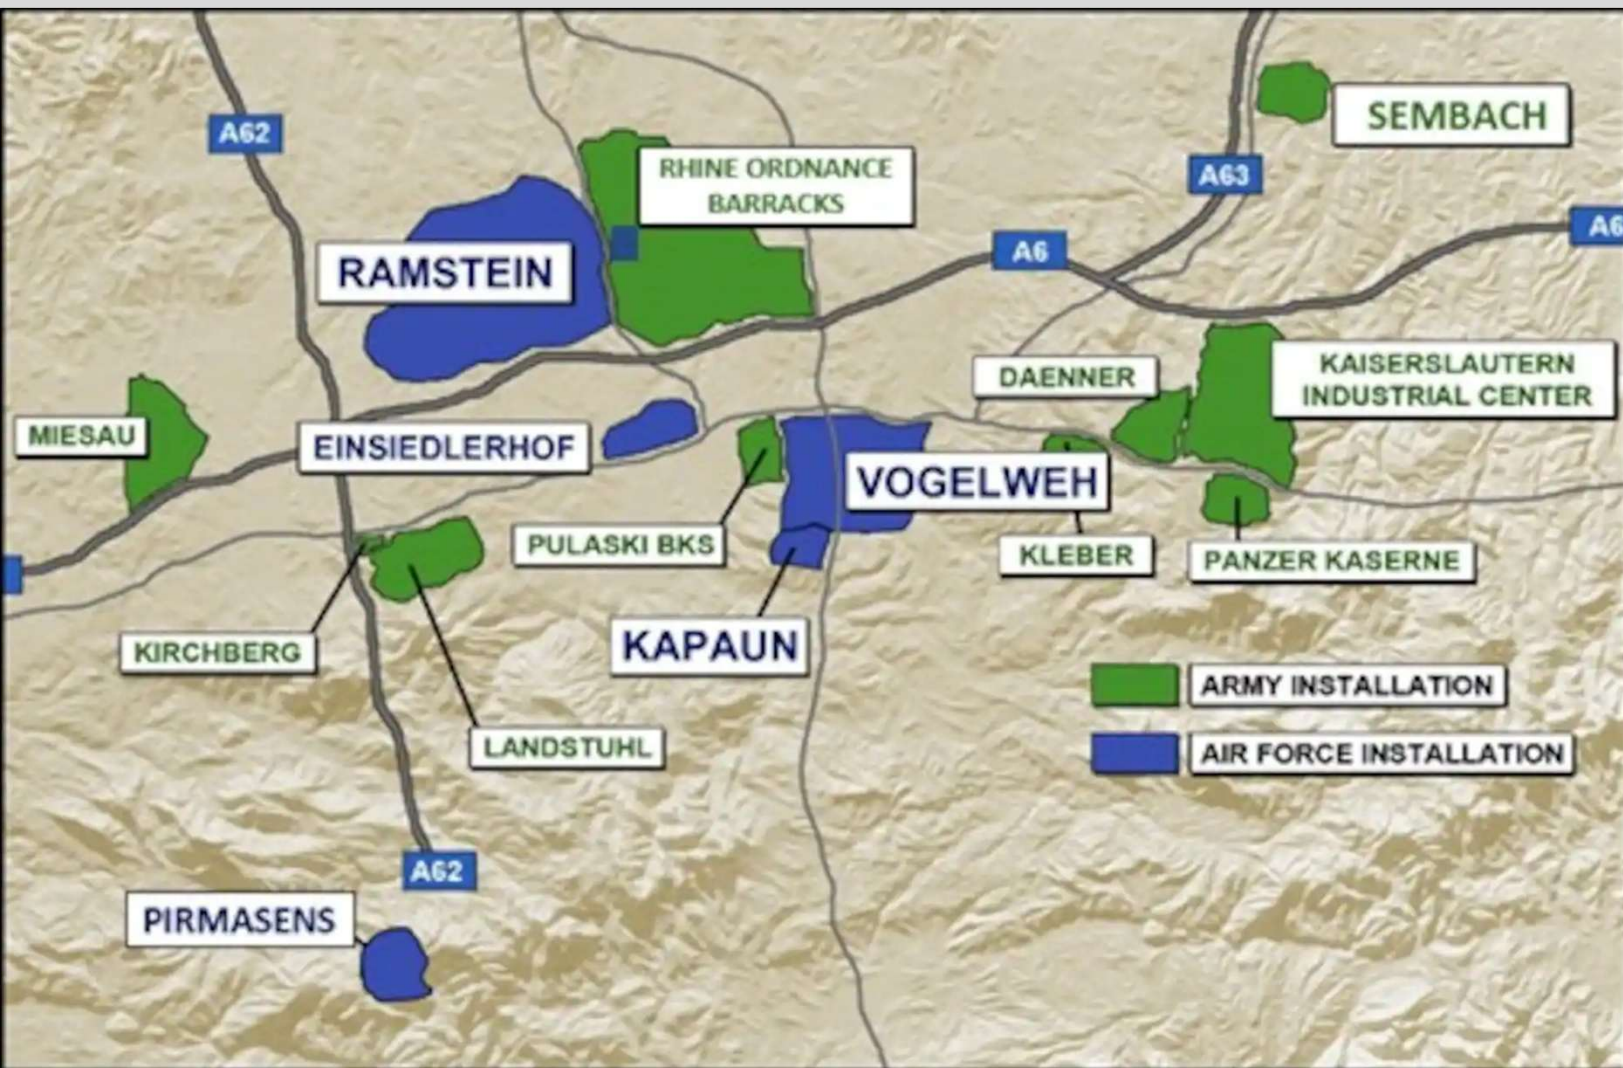 A62
SEMBACH
RHINE ORDNANCE
BARRACKS
A63
A6
A6
RAMSTEIN
DAENNER
KAISERSLAUTERN
INDUSTRIAL CENTER
MIESAU
EINSIEDLERHOF
VOGELWEH
PULASKI BKS
KLEBER
PANZER KASERNE
KIRCHBERG
KAPAUN
ARMY INSTALLATION
LANDSTUHL
AIR FORCE INSTALLATION
A62
PIRMASENS